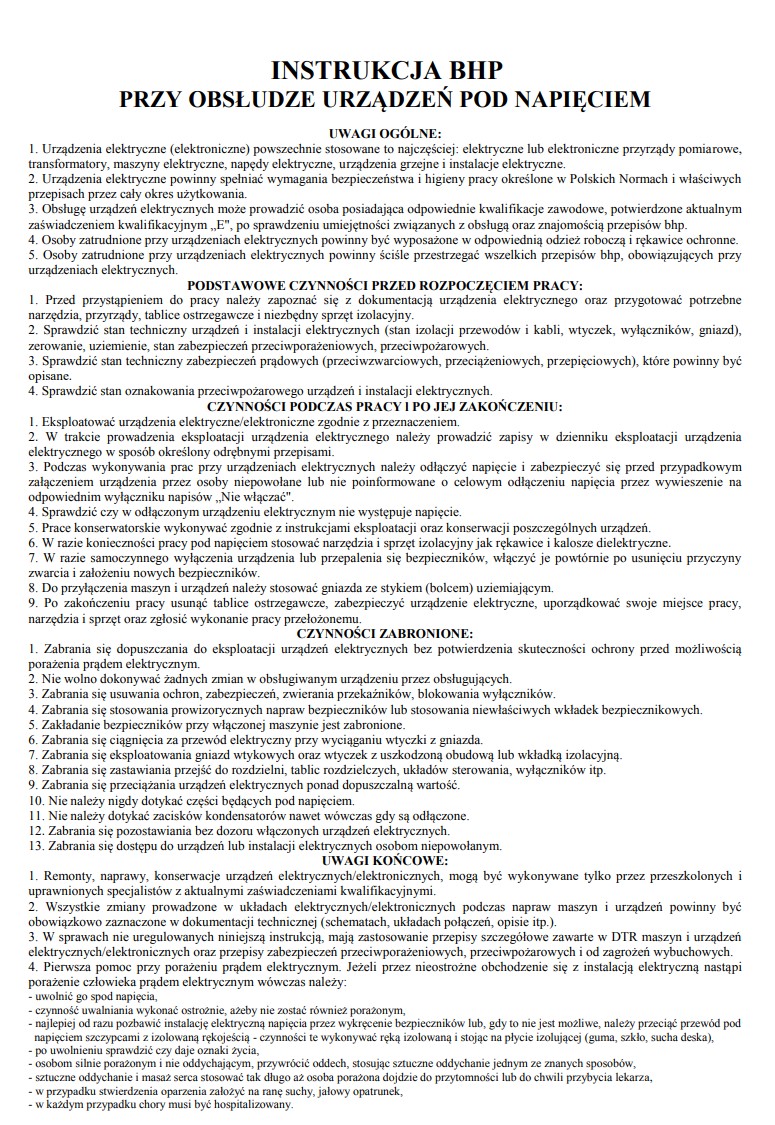 INSTRUKCJA BHP
PRZY OBSŁUDZE URZĄDZEŃ POD NAPIĘCIEM
UWAGI OGÓLNE:
1. Urządzenia elektryczne (elektroniczne) powszechnie stosowane to najczęściej: elektryczne lub elektroniczne przyrządy pomiarowe,
transformatory, maszyny elektryczne, napędy elektryczne, urządzenia grzejne i instalacje elektryczne.
2. Urządzenia elektryczne powinny spełniać wymagania bezpieczeństwa i higieny pracy określone w Polskich Normach i właściwych
przepisach przez cały okres użytkowania.
3. Obsługę urządzeń elektrycznych może prowadzić osoba posiadająca odpowiednie kwalifikacje zawodowe, potwierdzone aktualnym
zaświadczeniem kwalifikacyjnym „E", po sprawdzeniu umiejętności związanych z obsługą oraz znajomością przepisów bhp.
4. Osoby zatrudnione przy urządzeniach elektrycznych powinny być wyposażone w odpowiednią odzież roboczą i rękawice ochronne.
5. Osoby zatrudnione przy urządzeniach elektrycznych powinny ściśle przestrzegać wszelkich przepisów bhp, obowiązujących przy
urządzeniach elektrycznych.
PODSTAWOWE CZYNNOŚCI PRZED ROZPOCZĘCIEM PRACY:
1. Przed przystąpieniem do pracy należy zapoznać się z dokumentacją urządzenia elektrycznego oraz przygotować potrzebne
narzędzia, przyrządy, tablice ostrzegawcze i niezbędny sprzęt izolacyjny.
2. Sprawdzić stan techniczny urządzeń i instalacji elektrycznych (stan izolacji przewodów i kabli, wtyczek, wyłączników, gniazd),
zerowanie, uziemienie, stan zabezpieczeń przeciwporażeniowych, przeciwpożarowych.
3. Sprawdzić stan techniczny zabezpieczeń prądowych (przeciwzwarciowych, przeciążeniowych, przepięciowych), które powinny być
opisane.
4. Sprawdzić stan oznakowania przeciwpożarowego urządzeń i instalacji elektrycznych.
CZYNNOŚCI PODCZAS PRACY l PO JEJ ZAKOŃCZENIU:
1. Eksploatować urządzenia elektryczne/elektroniczne zgodnie z przeznaczeniem.
2. W trakcie prowadzenia eksploatacji urządzenia elektrycznego należy prowadzić zapisy w dzienniku eksploatacji urządzenia
elektrycznego w sposób określony odrębnymi przepisami.
3. Podczas wykonywania prac przy urządzeniach elektrycznych należy odłączyć napięcie i zabezpieczyć się przed przypadkowym
załączeniem urządzenia przez osoby niepowołane lub nie poinformowane o celowym odłączeniu napięcia przez wywieszenie na
odpowiednim wyłączniku napisów „Nie włączać".
4. Sprawdzić czy w odłączonym urządzeniu elektrycznym nie występuje napięcie.
5. Prace konserwatorskie wykonywać zgodnie z instrukcjami eksploatacji oraz konserwacji poszczególnych urządzeń.
6. W razie konieczności pracy pod napięciem stosować narzędzia i sprzęt izolacyjny jak rękawice i kalosze dielektryczne.
7. W razie samoczynnego wyłączenia urządzenia lub przepalenia się bezpieczników, włączyć je powtórnie po usunięciu przyczyny
zwarcia i założeniu nowych bezpieczników.
8. Do przyłączenia maszyn i urządzeń należy stosować gniazda ze stykiem (bolcem) uziemiającym.
9. Po zakończeniu pracy usunąć tablice ostrzegawcze, zabezpieczyć urządzenie elektryczne, uporządkować swoje miejsce pracy,
narzędzia i sprzęt oraz zgłosić wykonanie pracy przełożonemu.
CZYNNOŚCI ZABRONIONE:
1. Zabrania się dopuszczania do eksploatacji urządzeń elektrycznych bez potwierdzenia skuteczności ochrony przed możliwością
porażenia prądem elektrycznym.
2. Nie wolno dokonywać żadnych zmian w obsługiwanym urządzeniu przez obsługujących.
3. Zabrania się usuwania ochron, zabezpieczeń, zwierania przekaźników, blokowania wyłączników.
4. Zabrania się stosowania prowizorycznych napraw bezpieczników lub stosowania niewłaściwych wkładek bezpiecznikowych.
5. Zakładanie bezpieczników przy włączonej maszynie jest zabronione.
6. Zabrania się ciągnięcia za przewód elektryczny przy wyciąganiu wtyczki z gniazda.
7. Zabrania się eksploatowania gniazd wtykowych oraz wtyczek z uszkodzoną obudową lub wkładką izolacyjną.
8. Zabrania się zastawiania przejść do rozdzielni, tablic rozdzielczych, układów sterowania, wyłączników itp.
9. Zabrania się przeciążania urządzeń elektrycznych ponad dopuszczalną wartość.
10. Nie należy nigdy dotykać części będących pod napięciem.
11. Nie należy dotykać zacisków kondensatorów nawet wówczas gdy są odłączone.
12. Zabrania się pozostawiania bez dozoru włączonych urządzeń elektrycznych.
13. Zabrania się dostępu do urządzeń lub instalacji elektrycznych osobom niepowołanym.
UWAGI KOŃCOWE:
1. Remonty, naprawy, konserwacje urządzeń elektrycznych/elektronicznych, mogą być wykonywane tylko przez przeszkolonych i
uprawnionych specjalistów z aktualnymi zaświadczeniami kwalifikacyjnymi.
2. Wszystkie zmiany prowadzone w układach elektrycznych/elektronicznych podczas napraw maszyn i urządzeń powinny być
obowiązkowo zaznaczone w dokumentacji technicznej (schematach, układach połączeń, opisie itp.).
3. W sprawach nie uregulowanych niniejszą instrukcją, mają zastosowanie przepisy szczegółowe zawarte w DTR maszyn i urządzeń
elektrycznych/elektronicznych oraz przepisy zabezpieczeń przeciwporażeniowych, przeciwpożarowych i od zagrożeń wybuchowych.
4. Pierwsza pomoc przy porażeniu prądem elektrycznym. Jeżeli przez nieostrożne obchodzenie się z instalacją elektryczną nastąpi
porażenie człowieka prądem elektrycznym wówczas należy:
- uwolnić go spod napięcia,
- czynność uwalniania wykonać ostrożnie, ażeby nie zostać również porażonym,
- najlepiej od razu pozbawić instalację elektryczną napięcia przez wykręcenie bezpieczników lub, gdy to nie jest możliwe, należy przeciąć przewód pod
napięciem szczypcami z izolowaną rękojeścią - czynności te wykonywać ręką izolowaną i stojąc na płycie izolującej (guma, szkło, sucha deska),
- po uwolnieniu sprawdzić czy daje oznaki życia,
- osobom silnie porażonym i nie oddychającym, przywrócić oddech, stosując sztuczne oddychanie jednym ze znanych sposobów,
- sztuczne oddychanie i masaż serca stosować tak długo aż osoba porażona dojdzie do przytomności lub do chwili przybycia lekarza,
- w przypadku stwierdzenia oparzenia założyć na ranę suchy, jałowy opatrunek,
- w każdym przypadku chory musi być hospitalizowany.